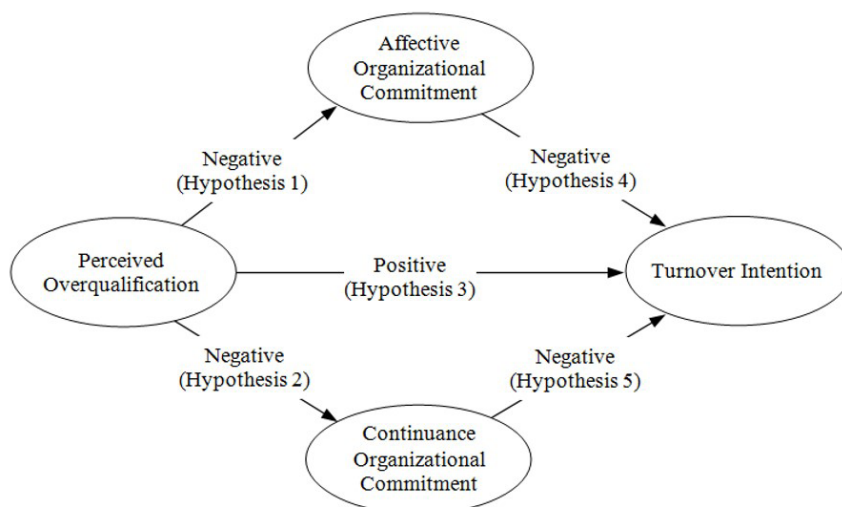 Affective
Organizational
Commitment
Negative
(Hypothesis 1)
Negative
(Hypothesis 4)
Perceived
Overqualification
Positive
(Hypothesis 3)
Turnover Intention
Negative
(Hypothesis 2)
Negative
(Hypothesis 5)
Continuance
Organizational
Commitment